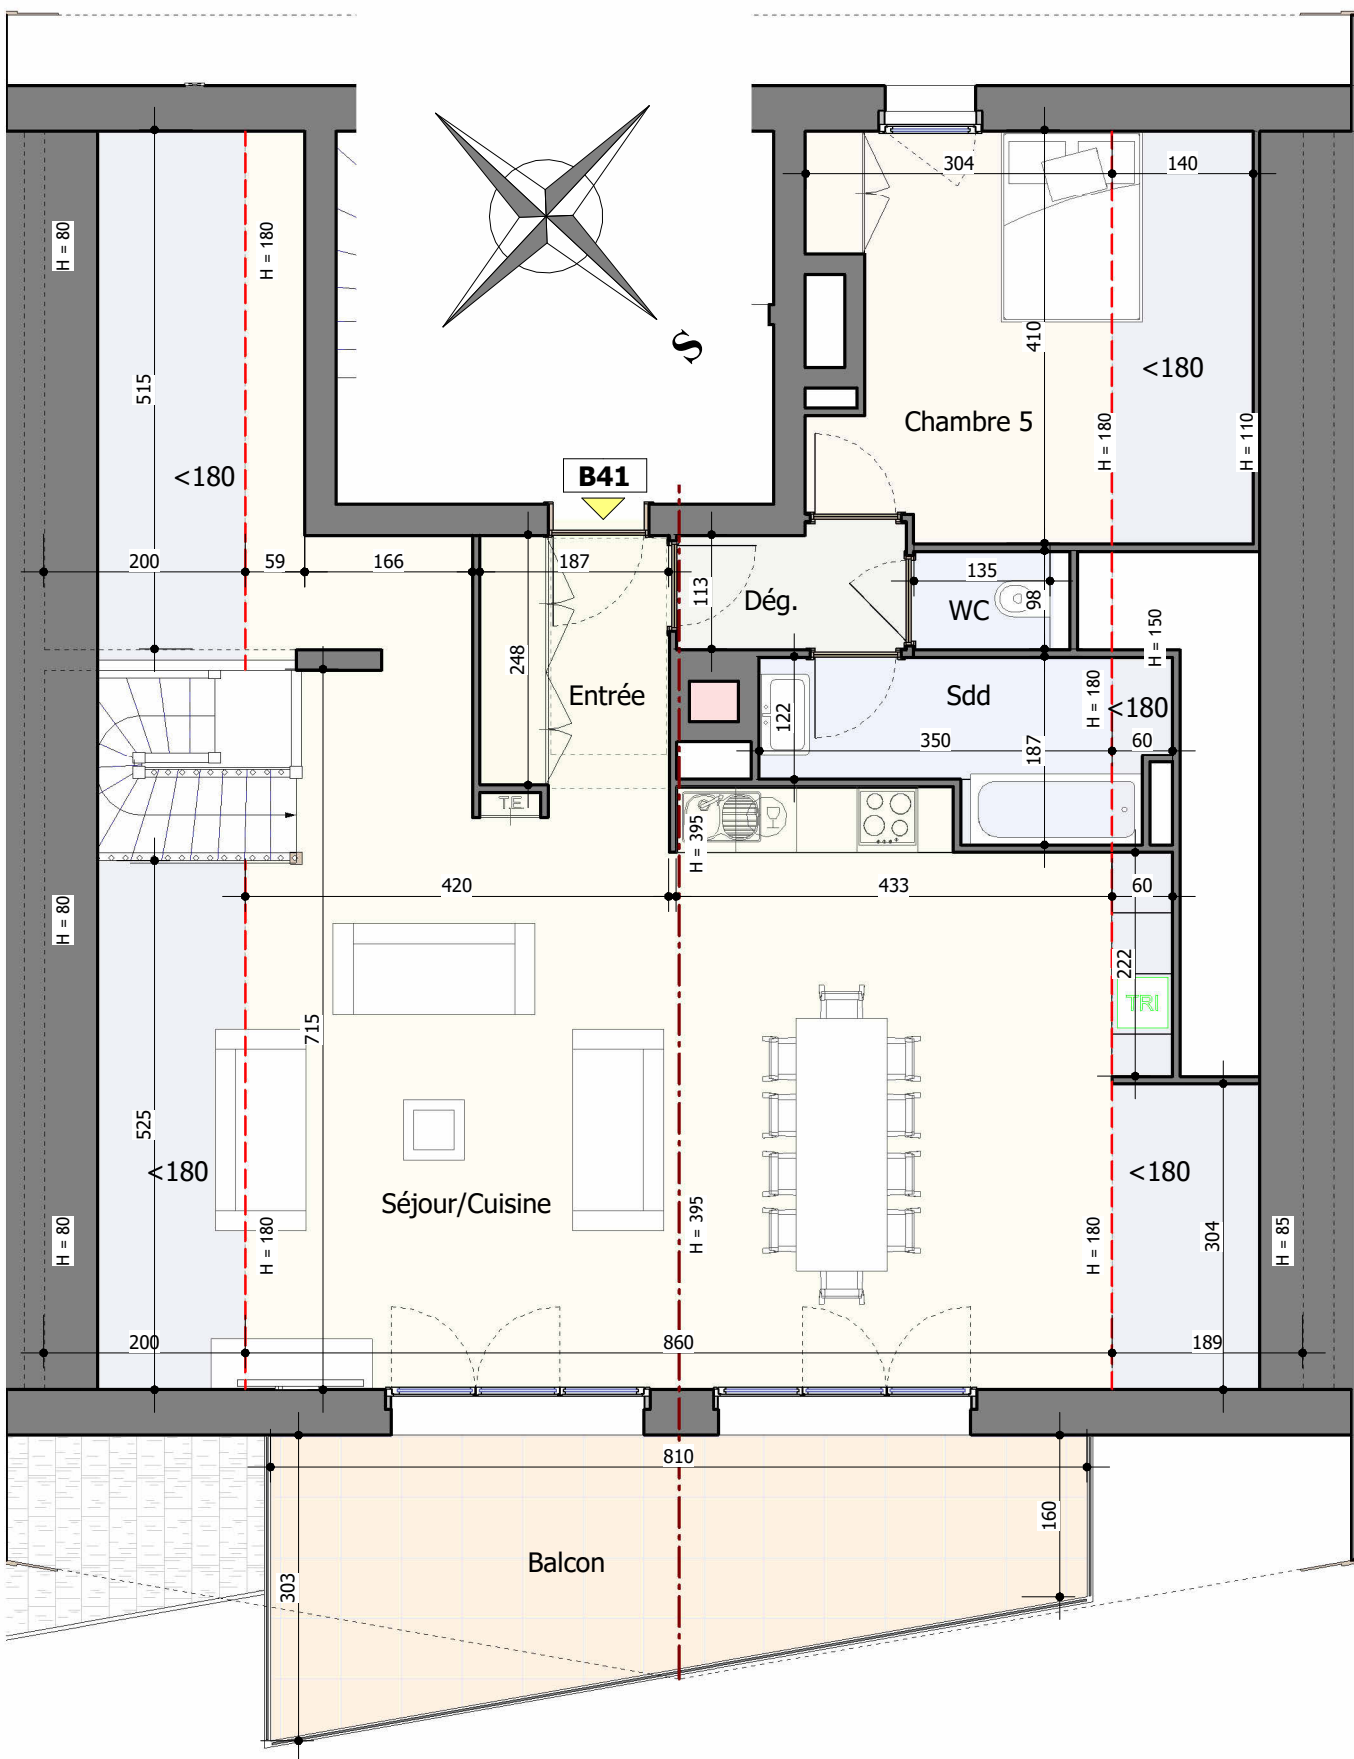 304
140
H = 80
H = 180
S
410
<180
515
Chambre 5
H = 180
H = 110
<180
B41
200
59
166
187
113
Dég.
135
WC
98
H = 150
248
Entrée
122
Sdd
H = 180
<180
350
187
60
TE
H = 395
420
433
60
H = 80
222
TRI
715
525
<180
Séjour/Cuisine
<180
H = 80
H = 180
H = 395
H = 180
304
H = 85
200
860
189
810
160
Balcon
303